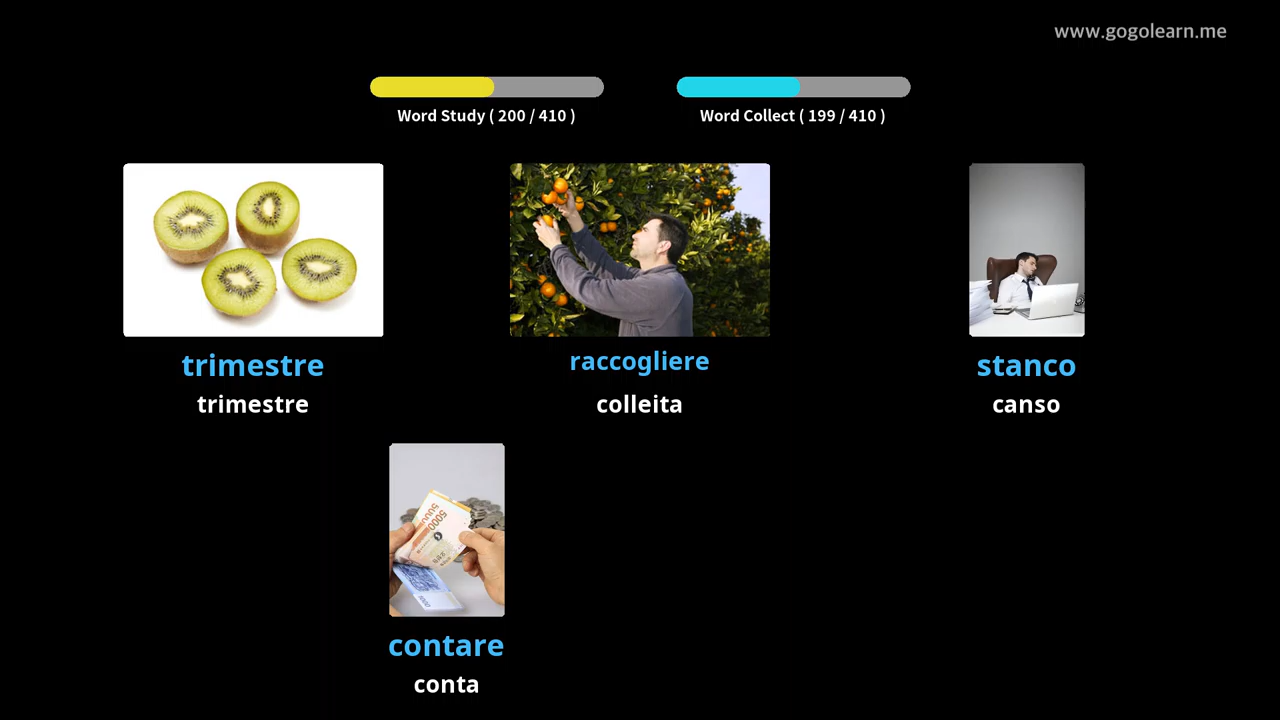 www.gogolearn.me
Word Study ( 200 / 410 )
Word Collect ( 199 / 410 )
trimestre
trimestre
raccogliere
colleita
stanco
canso
5000
contare
conta